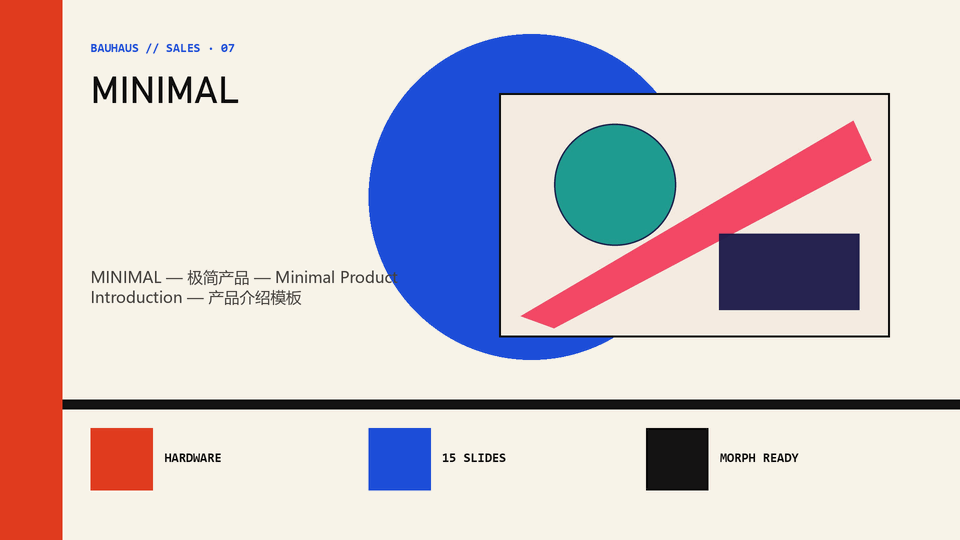 BAUHAUS // SALES · 07
MINIMAL
MINIMAL — 极简产品 — Minimal Product
Introduction — 产品介绍模板
HARDWARE
15 SLIDES
MORPH READY